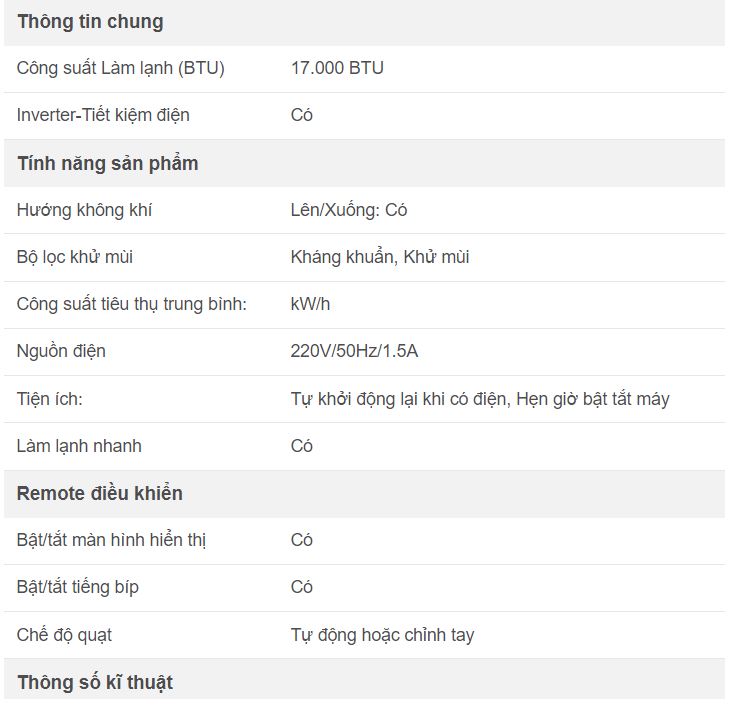 Thông tin chung
Công suất Làm lạnh (BTU) 17.000 BTU
Inverter-Tiết kiệm điện Có
Tính năng sản phẩm
Hướng không khí Lên/Xuống: Có
Bộ lọc khử mùi Kháng khuẩn, Khử mùi
Công suất tiêu thụ trung bình: kW/h
Nguồn điện 220V/50Hz/1.5A
Tiện ích: Tự khởi động lại khi có điện, Hẹn giờ bật tắt máy
Làm lạnh nhanh Có
Remote điều khiển
Bật/tắt màn hình hiển thị Có
Bật/tắt tiếng bíp Có
Chế độ quạt Tự động hoặc chỉnh tay
Thông số kĩ thuật